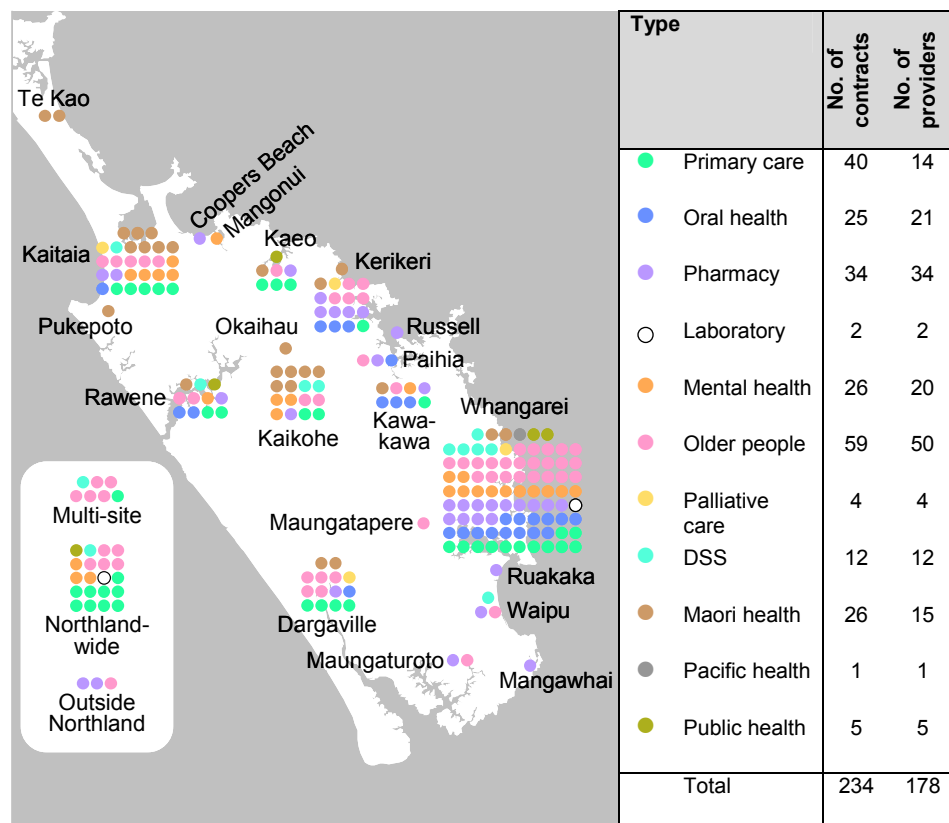 Te Kao
Coopers Beach
Mangonui
Kaitaia
Kaeo
Kerikeri
Pukepoto
Okaihau
Russell
Paihia
Rawene
Kaikohe
Kawa-
kawa
Whangarei
Multi-site
Maungatapere
Ruakaka
Northland-
wide
Dargaville
Waipu
Maungaturoto
Mangawhai
Outside
Northland
Type No. of contracts No. of providers
Primary care 40 14
Oral health 25 21
Pharmacy 34 34
Laboratory 2 2
Mental health 26 20
Older people 59 50
Palliative
care 4 4
DSS 12 12
Maori health 26 15
Pacific health 1 1
Public health 5 5
Total 234 178